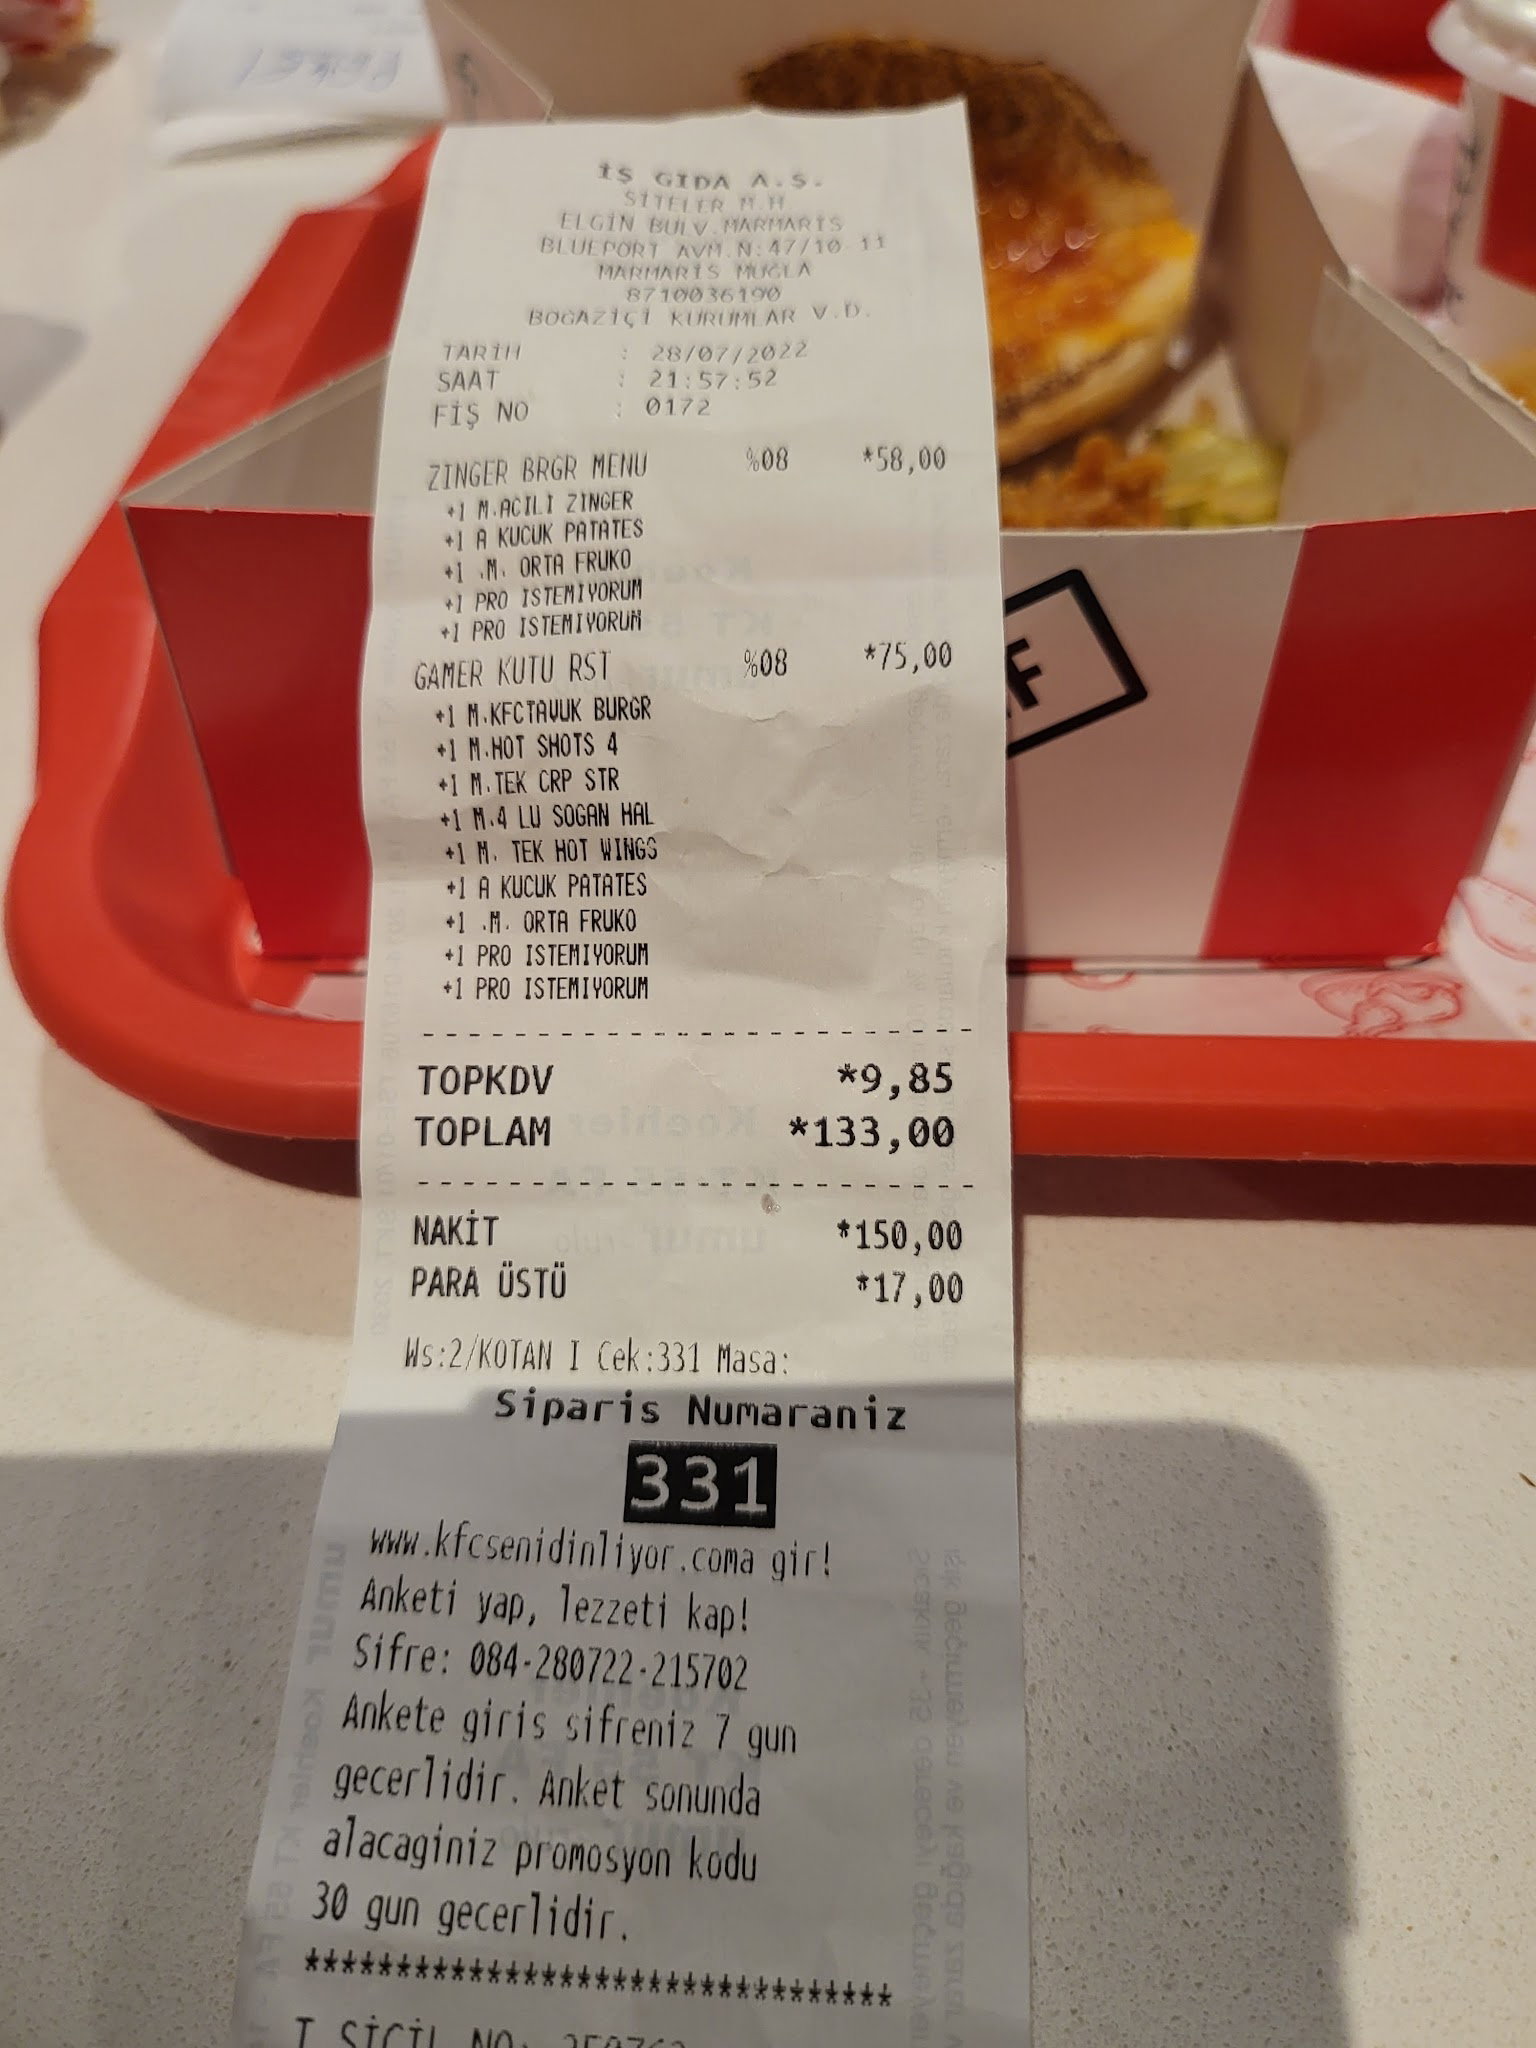 İŞ GIDA A.Ş.
SİTELER M.H
ELGİN BULV.MARMARİS
BLUEPORT AVM.N:47/10 11
MARMARİS MUĞLA
8710036190
BOĞAZİÇİ KURUMLAR V.D.
TARİH : 28/07/2022
SAAT : 21:57:52
FİŞ NO : 0172
ZINGER BRGR MENU %08 *58,00
+1 M.ACILI ZINGER
+1 A KUCUK PATATES
+1 .M. ORTA FRUKO
+1 PRO ISTEMIYORUM
+1 PRO ISTEMIYORUM
GAMER KUTU RST %08 *75,00
+1 M.KFCTAVUK BURGR
+1 M.HOT SHOTS 4
+1 M.TEK CRP STR
+1 M.4 LU SOGAN HAL
+1 M. TEK HOT WINGS
+1 A KUCUK PATATES
+1 .M. ORTA FRUKO
+1 PRO ISTEMIYORUM
+1 PRO ISTEMIYORUM
TOPKDV *9,85
TOPLAM *133,00
NAKİT *150,00
PARA ÜSTÜ *17,00
Ws:2/KOTAN I Cek:331 Masa:
Siparis Numaraniz
331
www.kfcsenidinliyor.coma gir!
Anketi yap, lezzeti kap!
Sifre: 084-280722-215702
Ankete giris sifreniz 7 gun
gecerlidir. Anket sonunda
alacaginiz promosyon kodu
30 gun gecerlidir.
********************************
SİCİL NO: